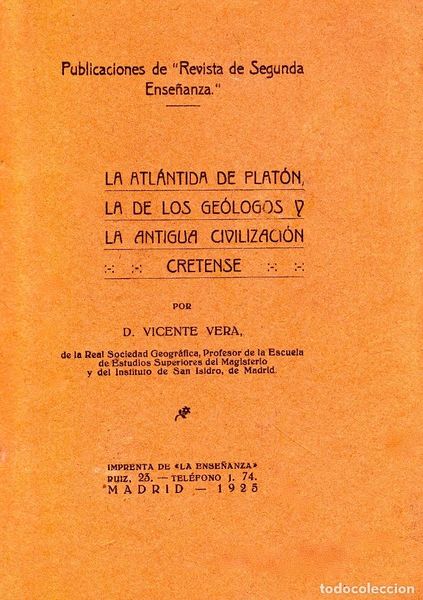 Publicaciones de "Revista de Segunda
Enseñanza."
LA ATLÁNTIDA DE PLATÓN,
LA DE LOS GEÓLOGOS Y
LA ANTIGUA CIVILIZACIÓN
CRETENSE
POR
D. VICENTE VERA,
de la Real Sociedad Geográfica, Profesor de la Escuela
de Estudios Superiores del Magisterio
y del Instituto de San Isidro, de Madrid.
IMPRENTA DE «LA ENSEÑANZA»
RUIZ, 23. — TELÉFONO J. 74.
MADRID — 1925
todocoleccion